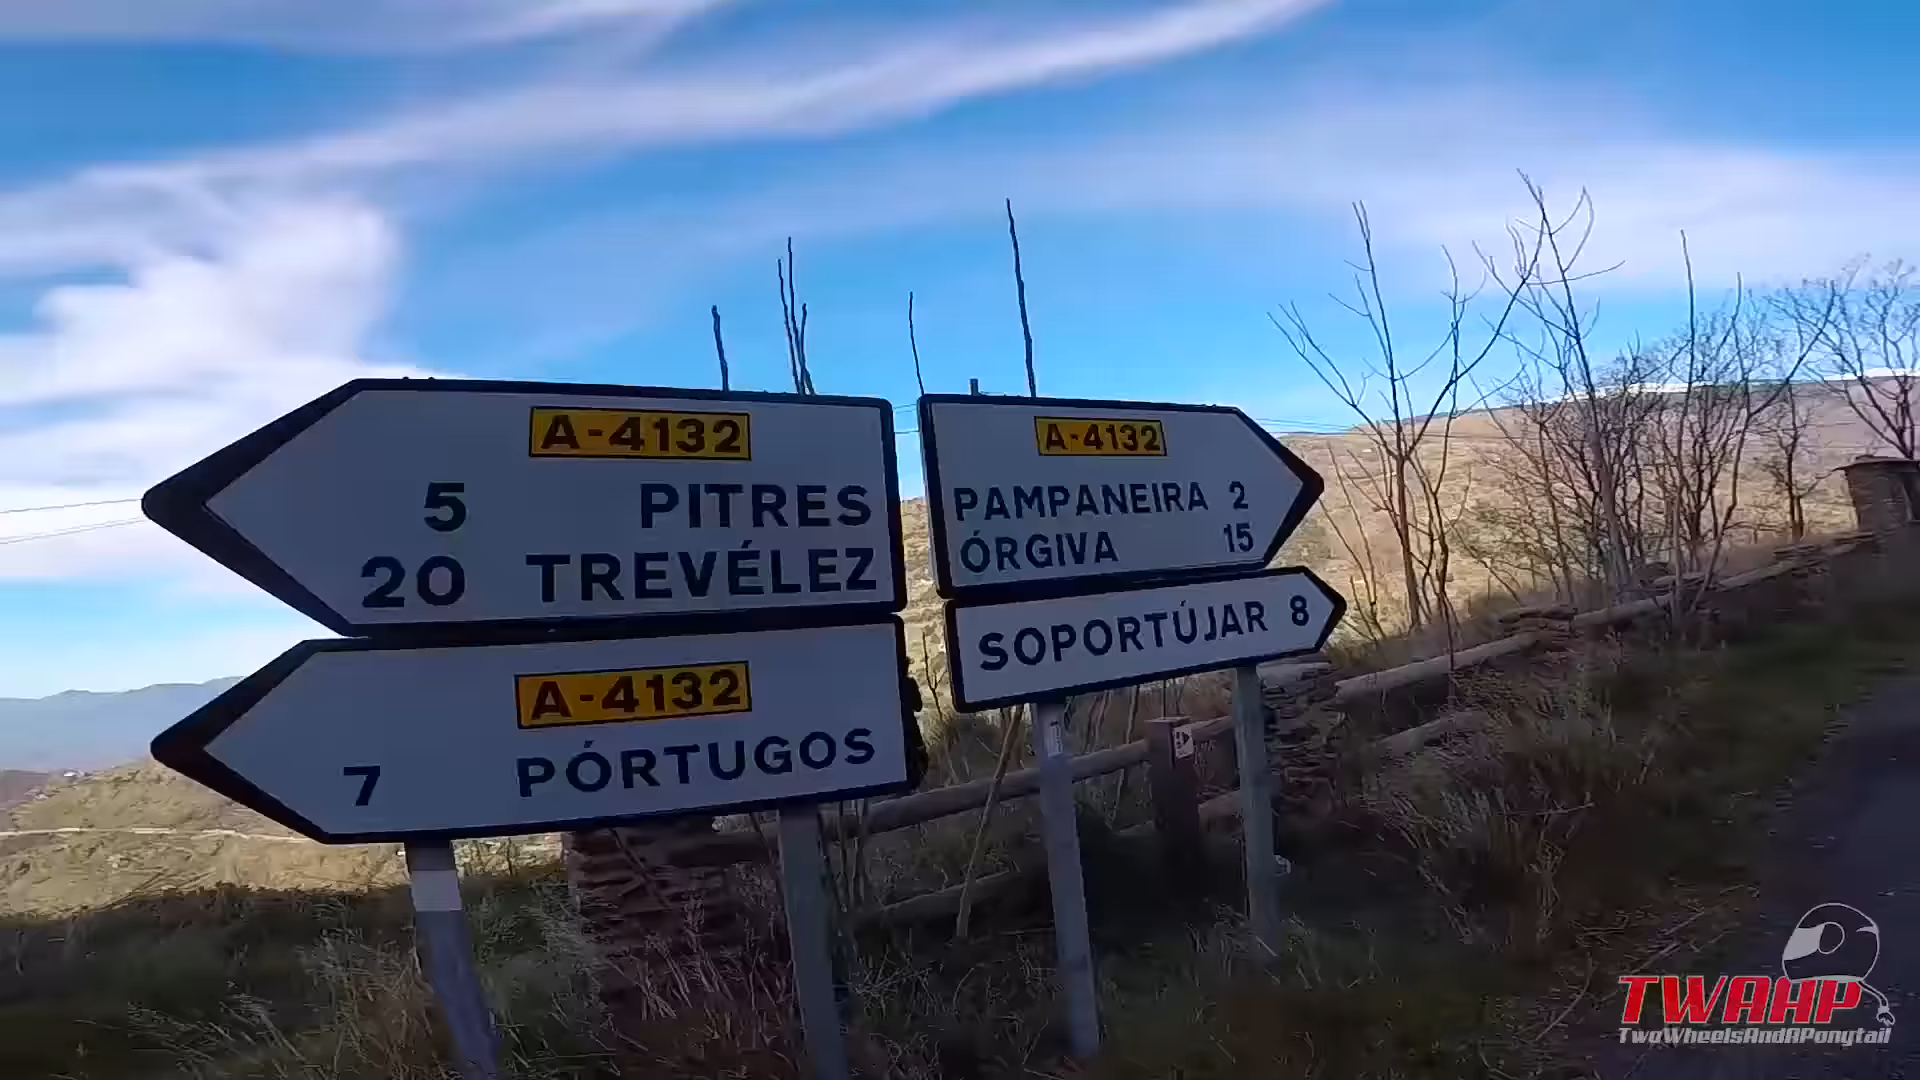 A-4132
5 PITRES
20 TREVÉLEZ
A-4132
7 PÓRTUGOS
A-4132
PAMPANEIRA 2
ÓRGIVA 15
SOPORTÚJAR 8
TWAHP
TwoWheelsAndAPonytail